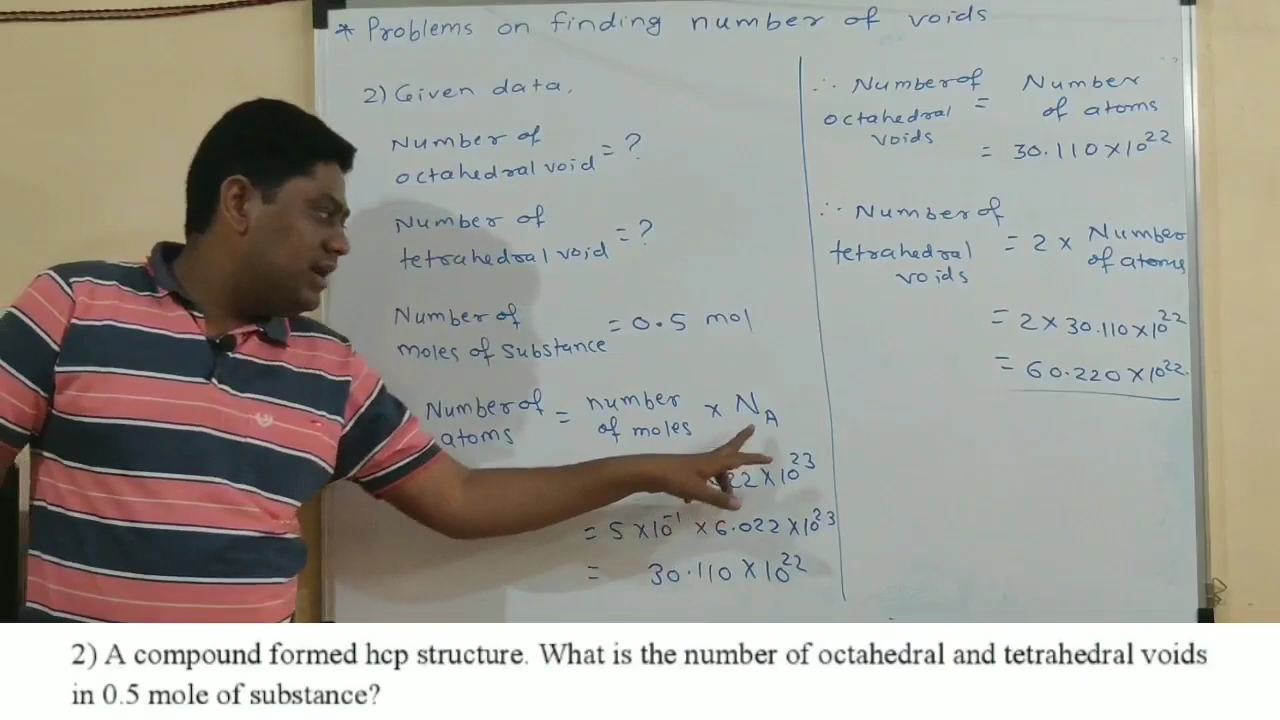 * Problems on finding number of voids
2) Given data,
Number of
octahedral void = ?
Number of
tetrahedral void = ?
Number of
moles of substance = 0.5 mol
Number of
atoms = number
of moles × N_A
22×10²³
= 5×10⁻¹ × 6.022×10²³
= 30.110×10²²
∴ Number of
octahedral
voids = Number
of atoms
= 30.110×10²²
∴ Number of
tetrahedral
voids = 2 × Number
of atoms
= 2×30.110×10²²
= 60.220×10²².
2) A compound formed hcp structure. What is the number of octahedral and tetrahedral voids
in 0.5 mole of substance?